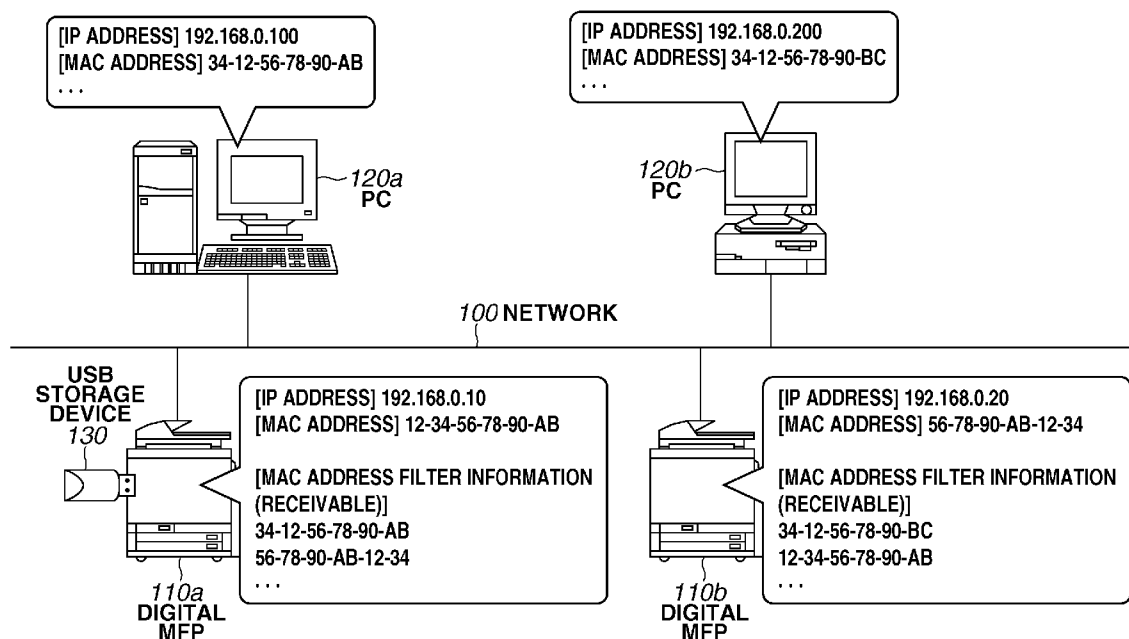 [IP ADDRESS] 192.168.0.100
[MAC ADDRESS] 34-12-56-78-90-AB
. . .
[IP ADDRESS] 192.168.0.200
[MAC ADDRESS] 34-12-56-78-90-BC
. . .
120a
PC
120b
PC
100 NETWORK
USB
STORAGE
DEVICE
130
[IP ADDRESS] 192.168.0.10
[MAC ADDRESS] 12-34-56-78-90-AB
[MAC ADDRESS FILTER INFORMATION
(RECEIVABLE)]
34-12-56-78-90-AB
56-78-90-AB-12-34
. . .
110a
DIGITAL
MFP
[IP ADDRESS] 192.168.0.20
[MAC ADDRESS] 56-78-90-AB-12-34
[MAC ADDRESS FILTER INFORMATION
(RECEIVABLE)]
34-12-56-78-90-BC
12-34-56-78-90-AB
. . .
110b
DIGITAL
MFP